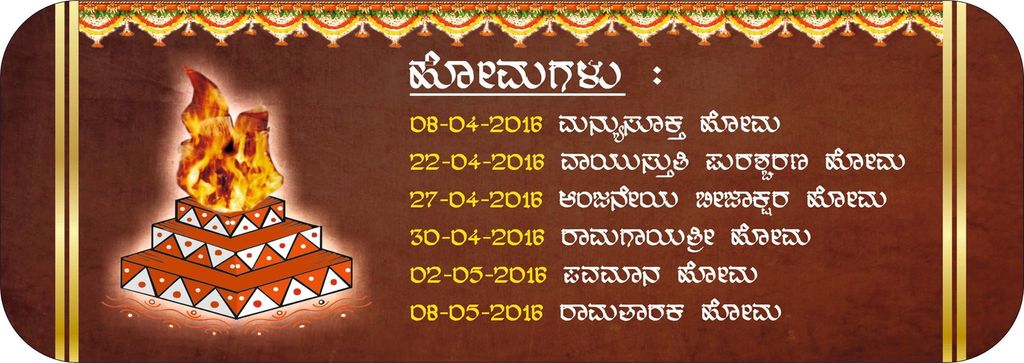 ಹೋಮಗಳು :
08-04-2016 ಮನ್ಯುಸೂಕ್ತ ಹೋಮ
22-04-2016 ವಾಯುಸ್ತುತಿ ಪುರಶ್ಚರಣ ಹೋಮ
27-04-2016 ಆಂಜನೇಯ ಬೀಜಾಕ್ಷರ ಹೋಮ
30-04-2016 ರಾಮಗಾಯತ್ರೀ ಹೋಮ
02-05-2016 ಪವಮಾನ ಹೋಮ
08-05-2016 ರಾಮತಾರಕ ಹೋಮ